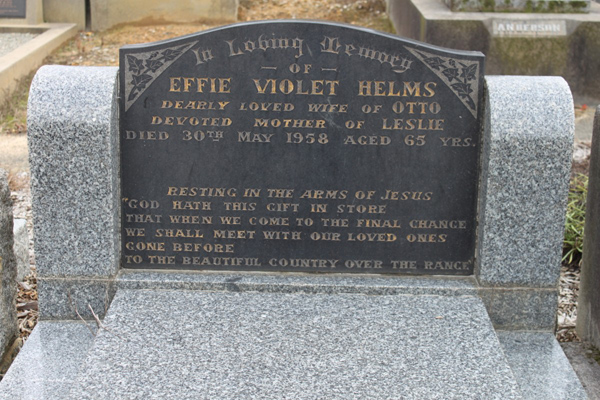 ANDERSON
In Loving Memory
— OF —
EFFIE VIOLET HELMS
DEARLY LOVED WIFE OF OTTO
DEVOTED MOTHER OF LESLIE
DIED 30TH MAY 1958 AGED 65 YRS.
RESTING IN THE ARMS OF JESUS
"GOD HATH THIS GIFT IN STORE
THAT WHEN WE COME TO THE FINAL CHANGE
WE SHALL MEET WITH OUR LOVED ONES
GONE BEFORE
TO THE BEAUTIFUL COUNTRY OVER THE RANGE"